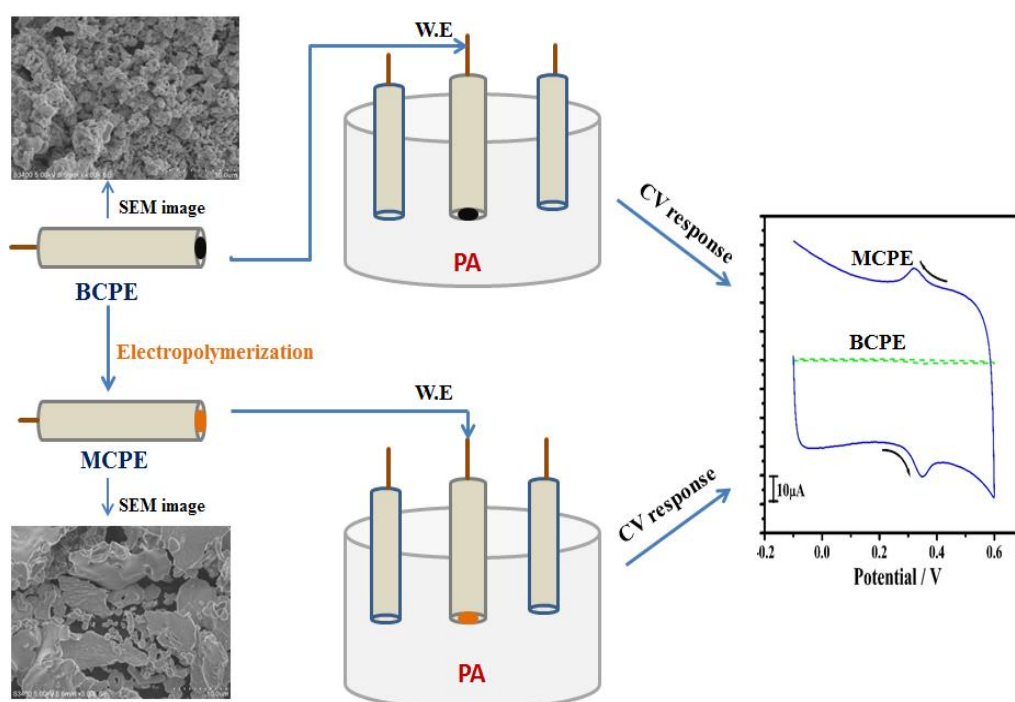 W.E
SEM image
BCPE
PA
CV response
Electropolymerization
W.E
MCPE
SEM image
PA
CV response
MCPE
BCPE
10µA
-0.2 0.0 0.2 0.4 0.6
Potential / V